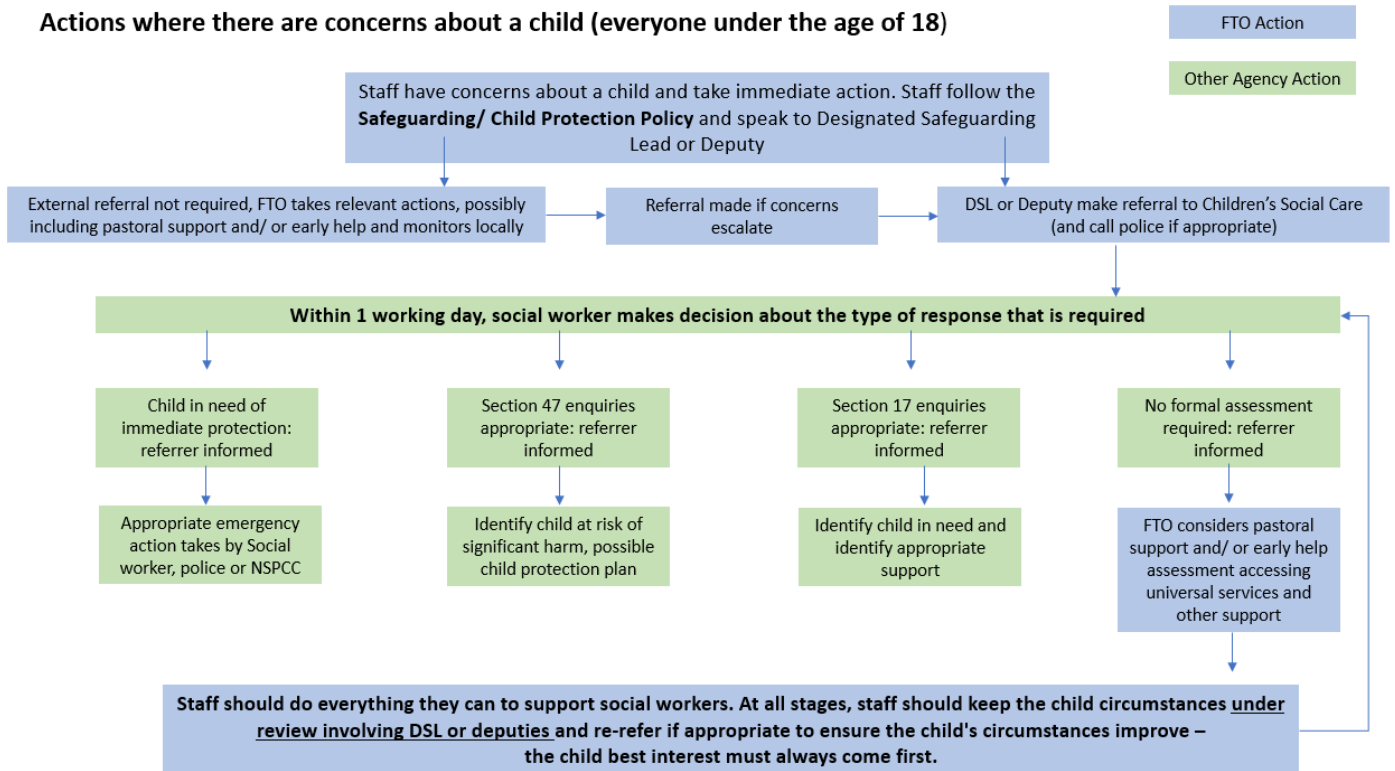 Actions where there are concerns about a child (everyone under the age of 18)
FTO Action
Other Agency Action
Staff have concerns about a child and take immediate action. Staff follow the
Safeguarding/ Child Protection Policy and speak to Designated Safeguarding
Lead or Deputy
External referral not required, FTO takes relevant actions, possibly
including pastoral support and/ or early help and monitors locally
Referral made if concerns
escalate
DSL or Deputy make referral to Children’s Social Care
(and call police if appropriate)
Within 1 working day, social worker makes decision about the type of response that is required
Child in need of
immediate protection:
referrer informed
Section 47 enquiries
appropriate: referrer
informed
Section 17 enquiries
appropriate: referrer
informed
No formal assessment
required: referrer
informed
Appropriate emergency
action takes by Social
worker, police or NSPCC
Identify child at risk of
significant harm, possible
child protection plan
Identify child in need and
identify appropriate
support
FTO considers pastoral
support and/ or early help
assessment accessing
universal services and
other support
Staff should do everything they can to support social workers. At all stages, staff should keep the child circumstances under
review involving DSL or deputies and re-refer if appropriate to ensure the child's circumstances improve –
the child best interest must always come first.